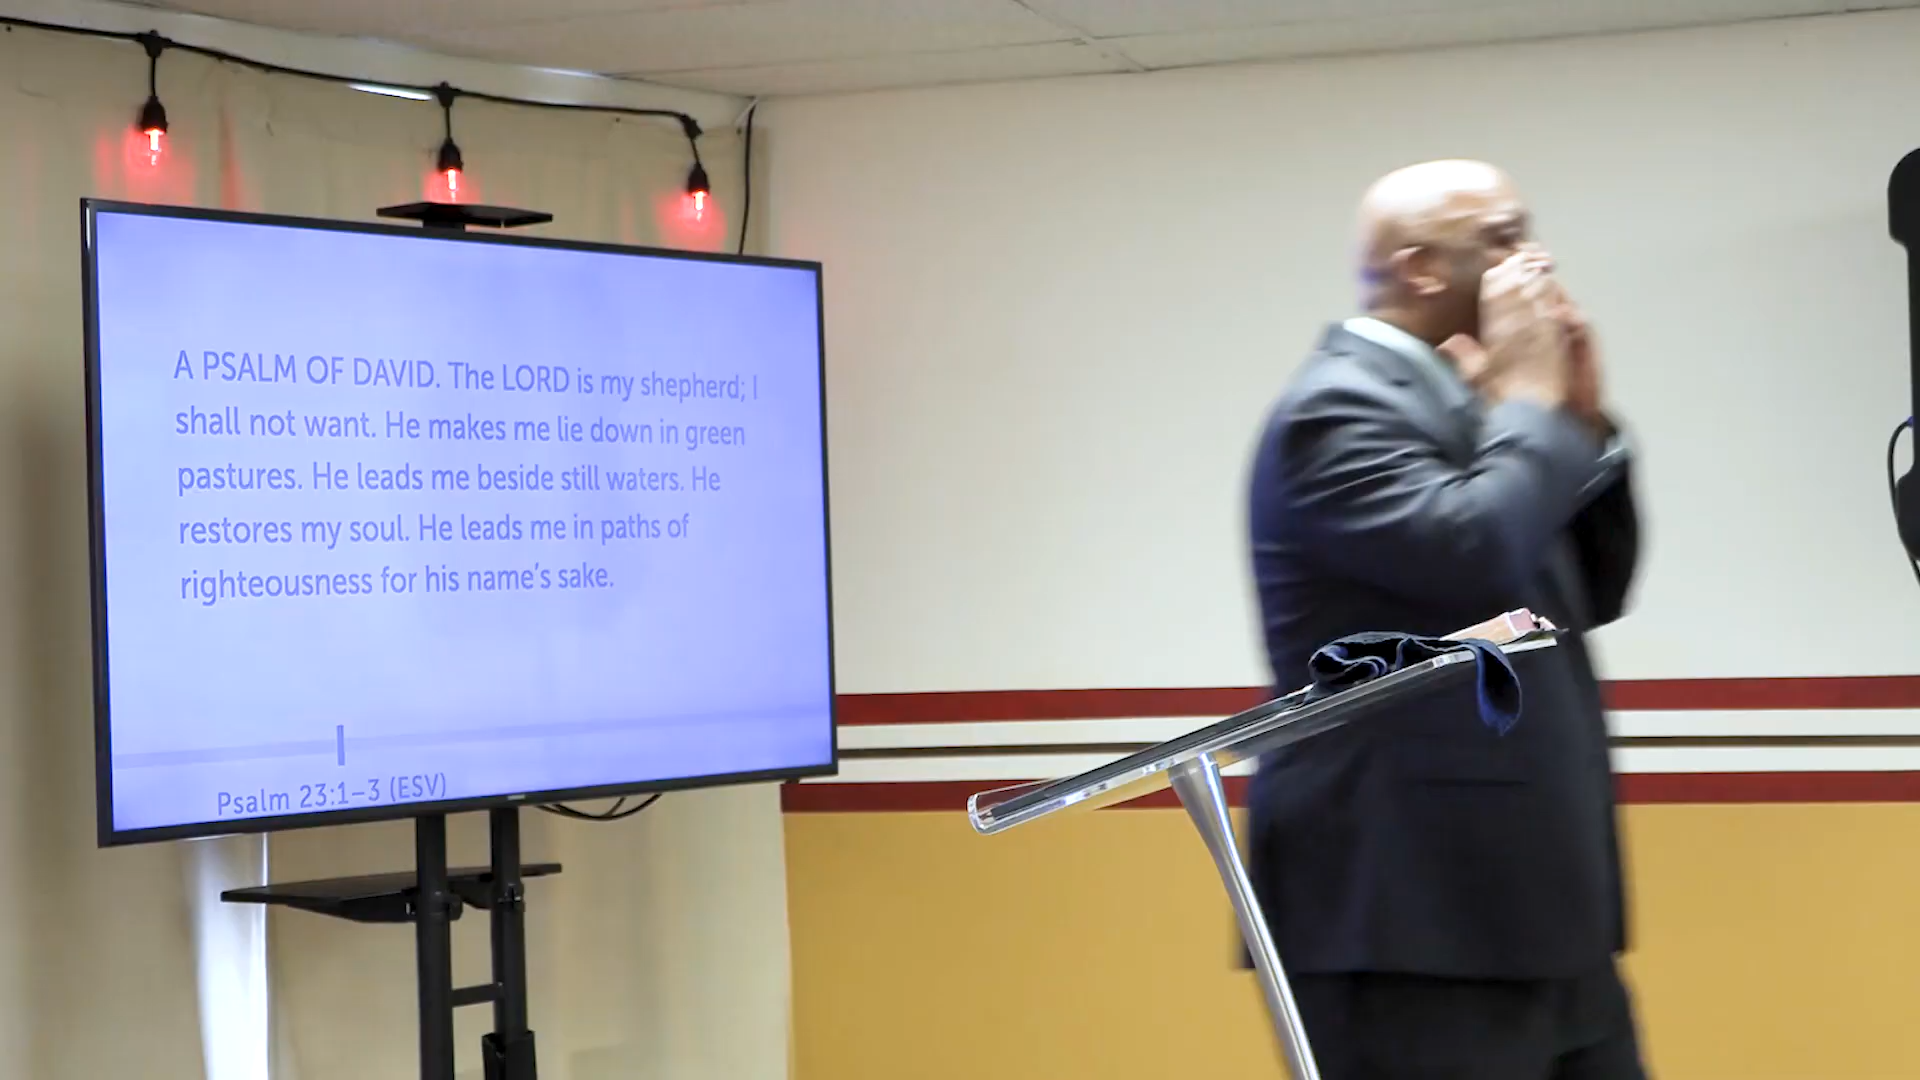 A PSALM OF DAVID. The LORD is my shepherd; I
shall not want. He makes me lie down in green
pastures. He leads me beside still waters. He
restores my soul. He leads me in paths of
righteousness for his name’s sake.
Psalm 23:1–3 (ESV)